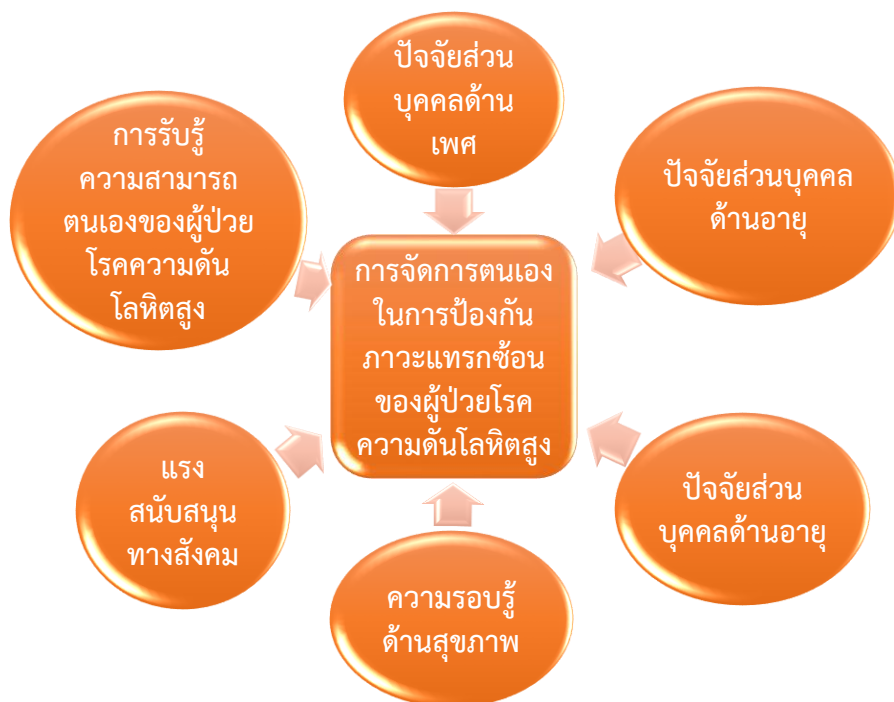 ปัจจัยส่วน
บุคคลด้าน
เพศ
ปัจจัยส่วนบุคคล
ด้านอายุ
การรับรู้
ความสามารถ
ตนเองของผู้ป่วย
โรคความดัน
โลหิตสูง
การจัดการตนเอง
ในการป้องกัน
ภาวะแทรกซ้อน
ของผู้ป่วยโรค
ความดันโลหิตสูง
แรง
สนับสนุน
ทางสังคม
ปัจจัยส่วน
บุคคลด้านอายุ
ความรอบรู้
ด้านสุขภาพ